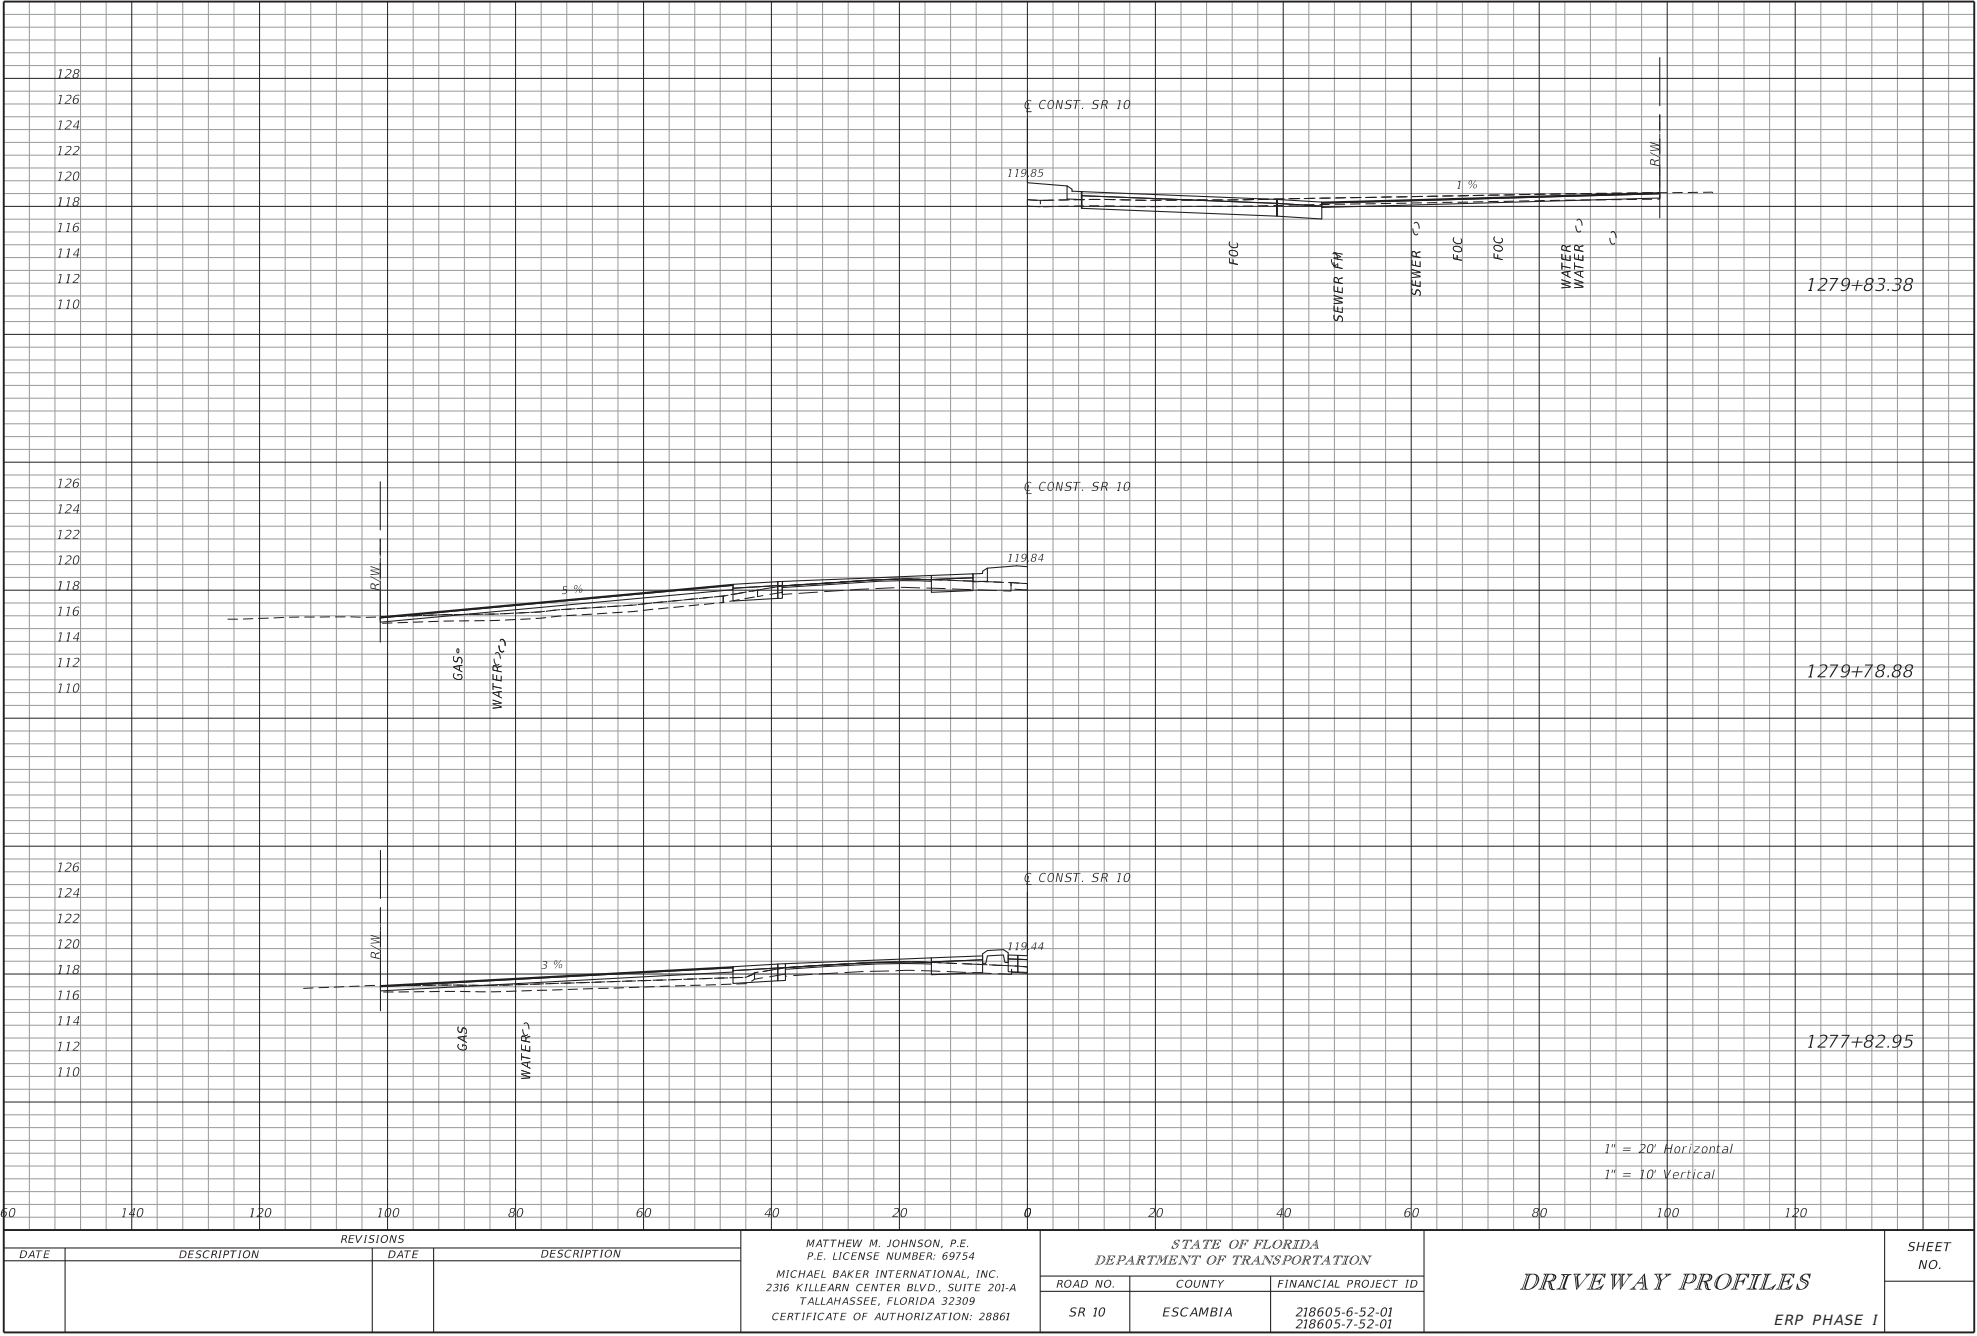 128
126
124
122
120
118
116
114
112
110
℄ CONST. SR 10
119.85
1 %
R/W
FOC
SEWER FM
SEWER
FOC
FOC
WATER
WATER
1279+83.38
126
124
122
120
118
116
114
112
110
℄ CONST. SR 10
R/W
5 %
119.84
GAS
WATER
1279+78.88
126
124
122
120
118
116
114
112
110
℄ CONST. SR 10
R/W
3 %
119.44
GAS
WATER
1277+82.95
1" = 20' Horizontal
1" = 10' Vertical
60 140 120 100 80 60 40 20 0 20 40 60 80 100 120
REVISIONS
DATE DESCRIPTION DATE DESCRIPTION
MATTHEW M. JOHNSON, P.E.
P.E. LICENSE NUMBER: 69754
MICHAEL BAKER INTERNATIONAL, INC.
2316 KILLEARN CENTER BLVD., SUITE 201-A
TALLAHASSEE, FLORIDA 32309
CERTIFICATE OF AUTHORIZATION: 28861
STATE OF FLORIDA
DEPARTMENT OF TRANSPORTATION
ROAD NO. COUNTY FINANCIAL PROJECT ID
SR 10 ESCAMBIA 218605-6-52-01
218605-7-52-01
DRIVEWAY PROFILES
ERP PHASE I
SHEET
NO.